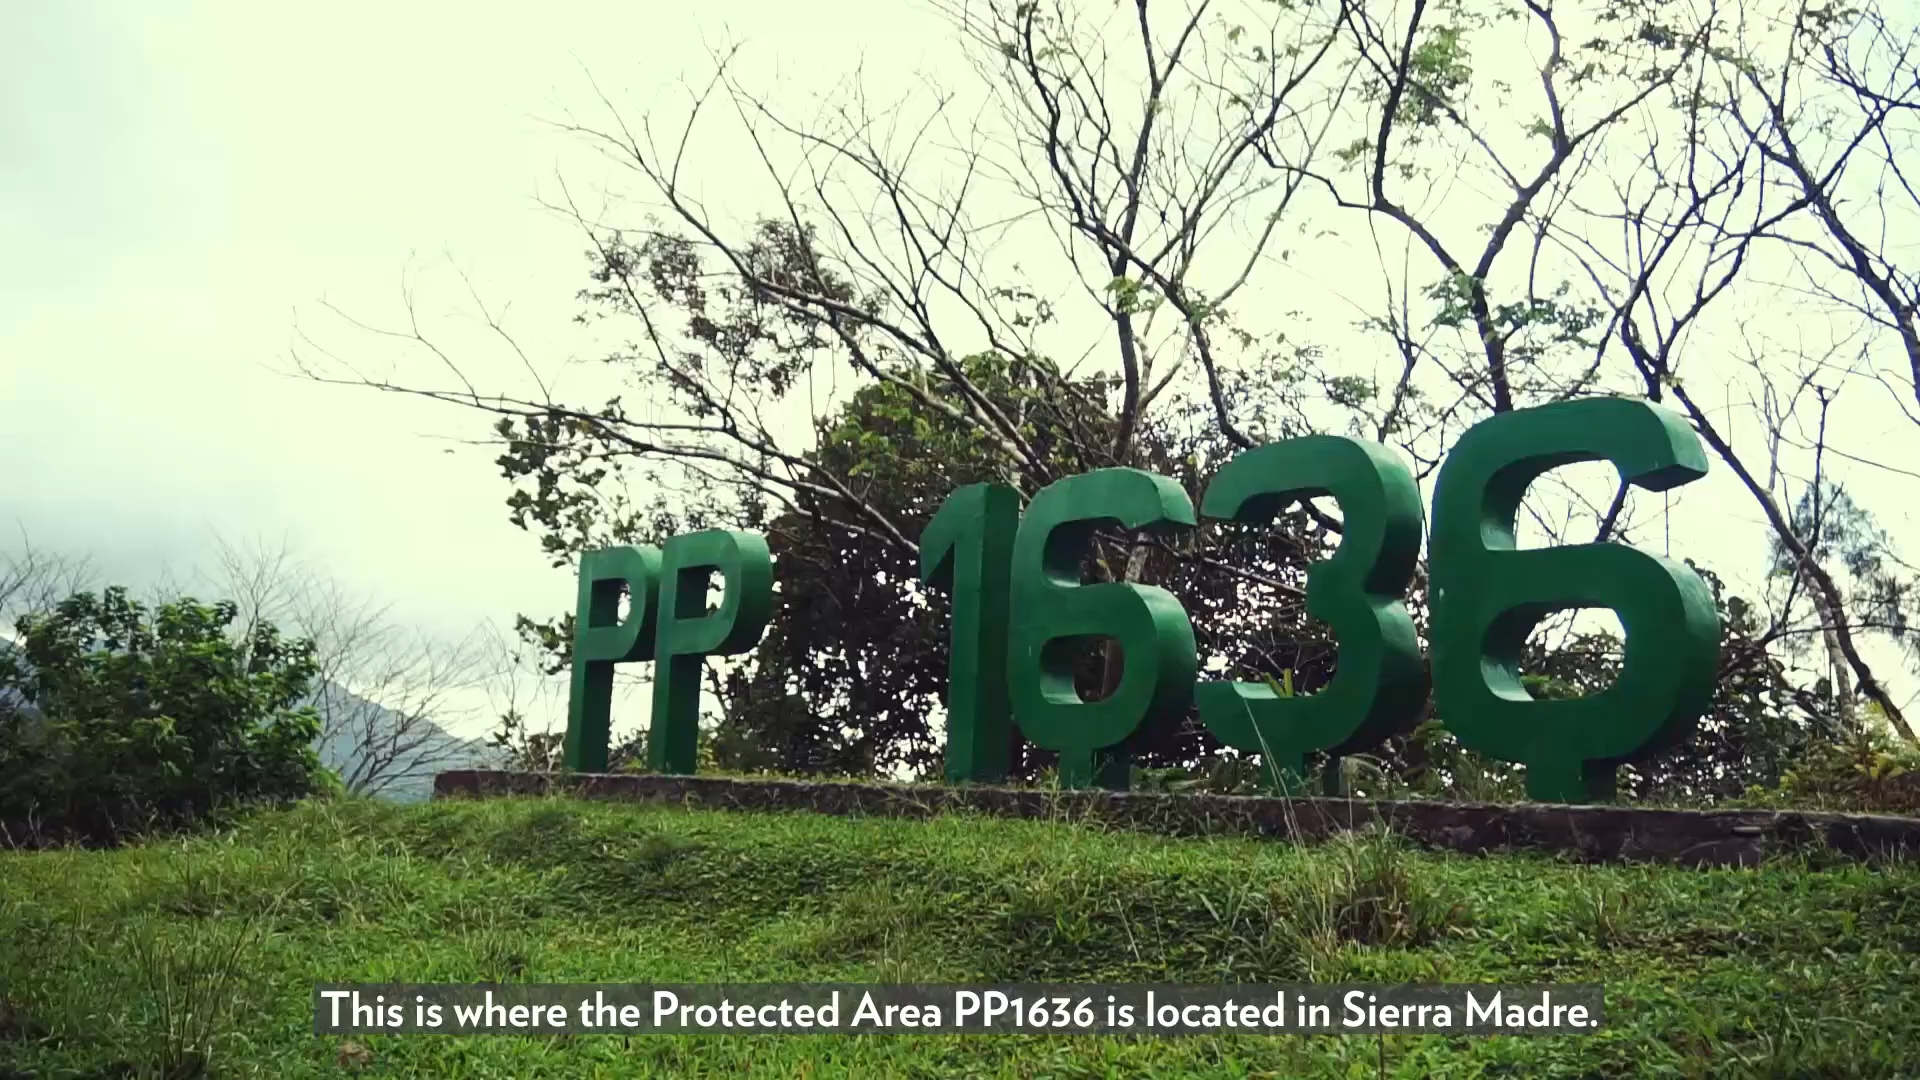 PP 1636
This is where the Protected Area PP1636 is located in Sierra Madre.